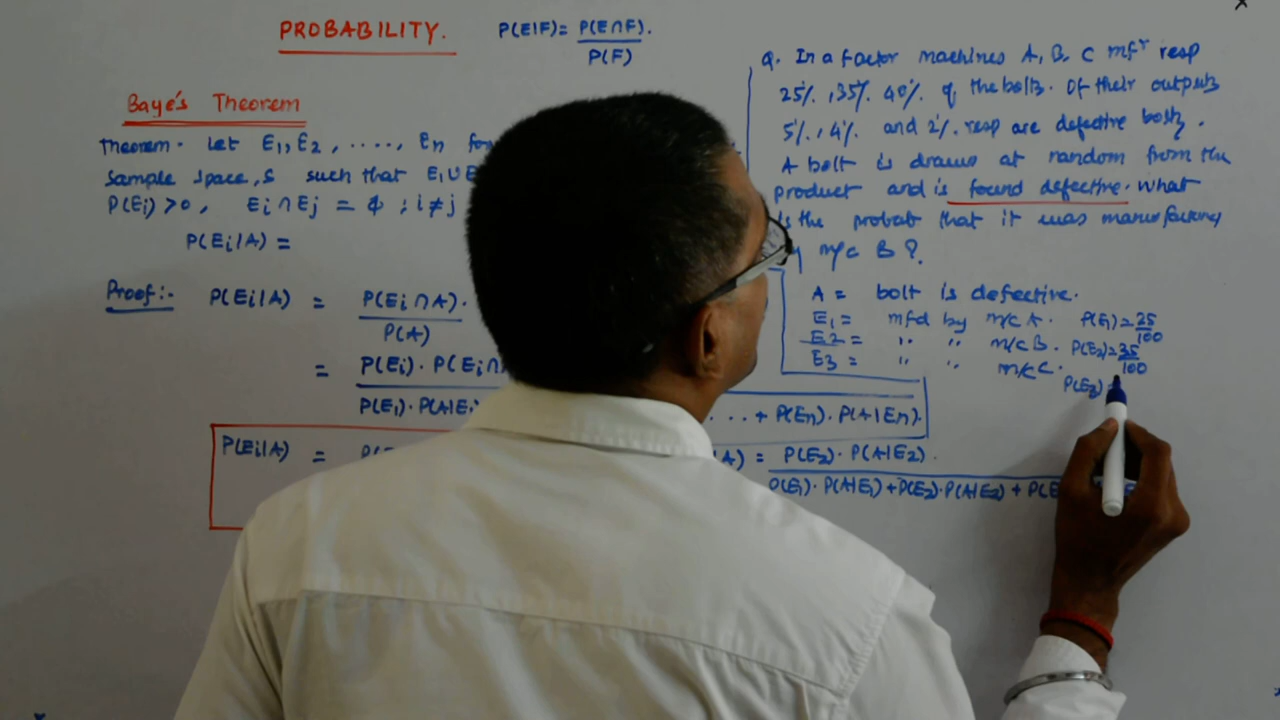 PROBABILITY.
P(E|F) = P(E∩F).
P(F)
Baye's Theorem
Theorem. Let E1, E2, ....., En for
Sample space, S such that E1 U E
P(Ei) > 0, Ei ∩ Ej = ϕ ; i ≠ j
P(Ei/A) =
Proof:- P(Ei|A) = P(Ei ∩ A).
P(A)
= P(Ei). P(Ei∩
P(E1). P(A|E1 ... + P(En). P(A|En).
P(Ei|A) =
Q. In a factor machines A, B, C mfr resp
25%., 35%. 40%. of the bolts. Of their outputs
5%., 4%. and 2%. resp are defective
A bolt is drawn at random from the
product and is found defective. What
is the probab that it was
m/c B ?
A = bolt is defective.
E1 = mfd by m/c A. P(E1) = 25/100
E2 = " " m/c B. P(E2) = 35/100
E3 = " " m/c C.
P(E3)
A) = P(E2). P(A|E2).
P(E1). P(A|E1) + P(E2). P(A|E2) + P(E